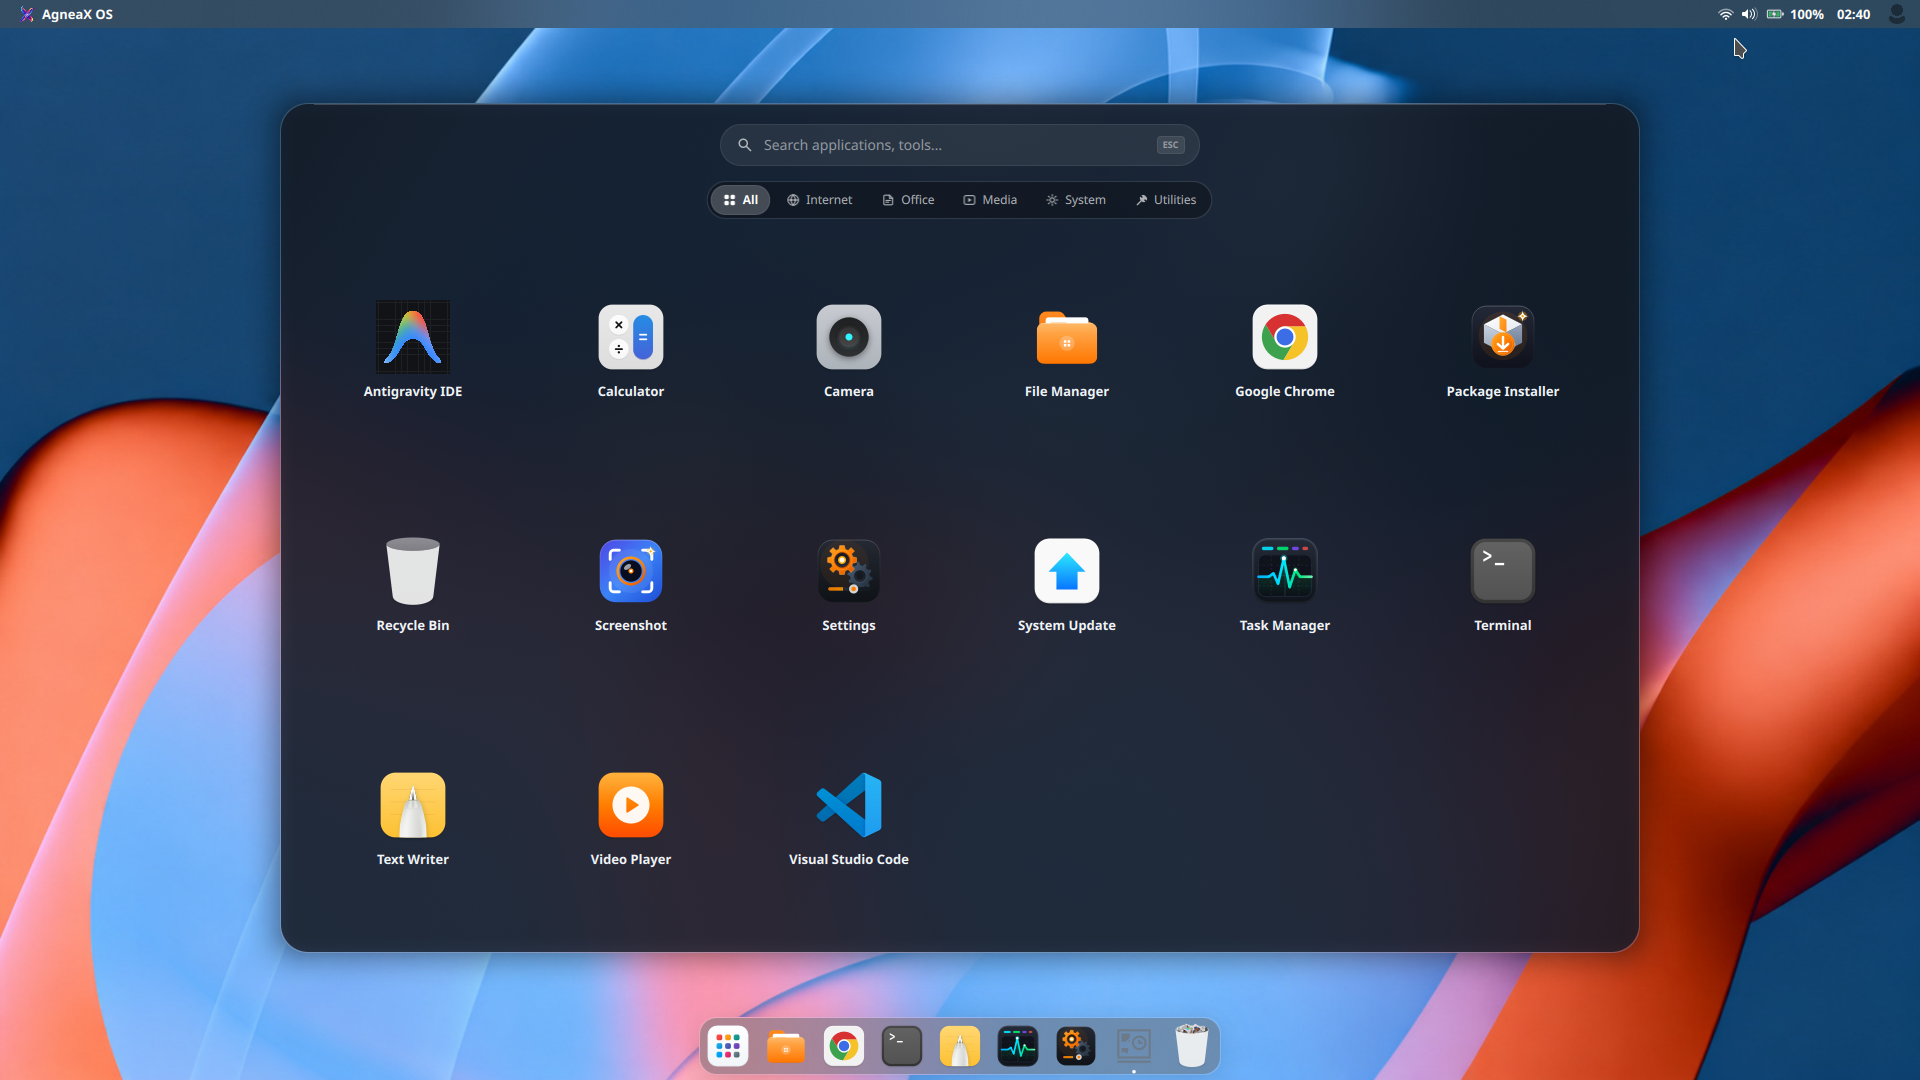 AgneaX OS
100% 02:40
Search applications, tools... ESC
All Internet Office Media System Utilities
Antigravity IDE Calculator Camera File Manager Google Chrome Package Installer
>_
Recycle Bin Screenshot Settings System Update Task Manager Terminal
Text Writer Video Player Visual Studio Code
>_